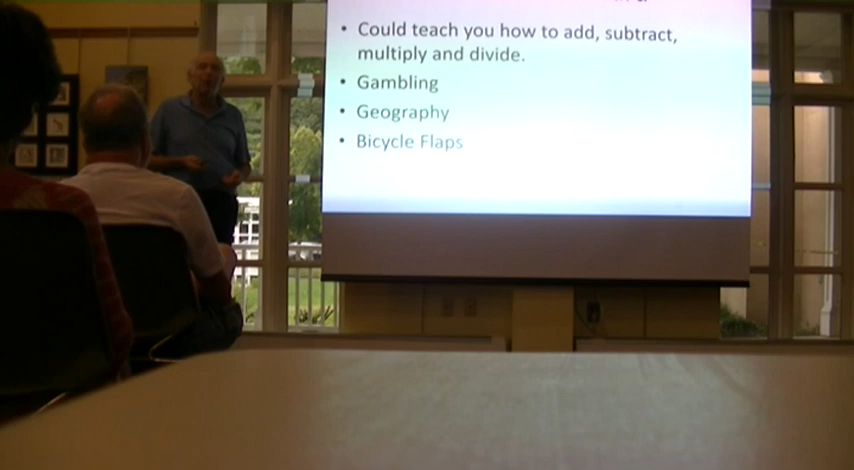 • Could teach you how to add, subtract,
multiply and divide.
• Gambling
• Geography
• Bicycle Flaps